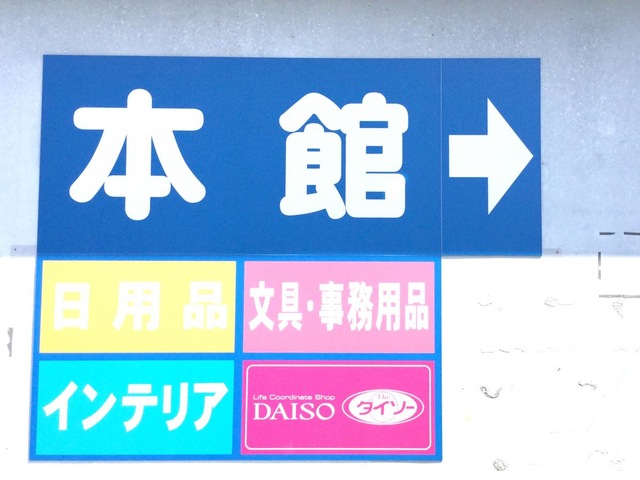 本館
日用品
文具・事務用品
インテリア
Life Coordinate Shop
DAISO
The
タイソー